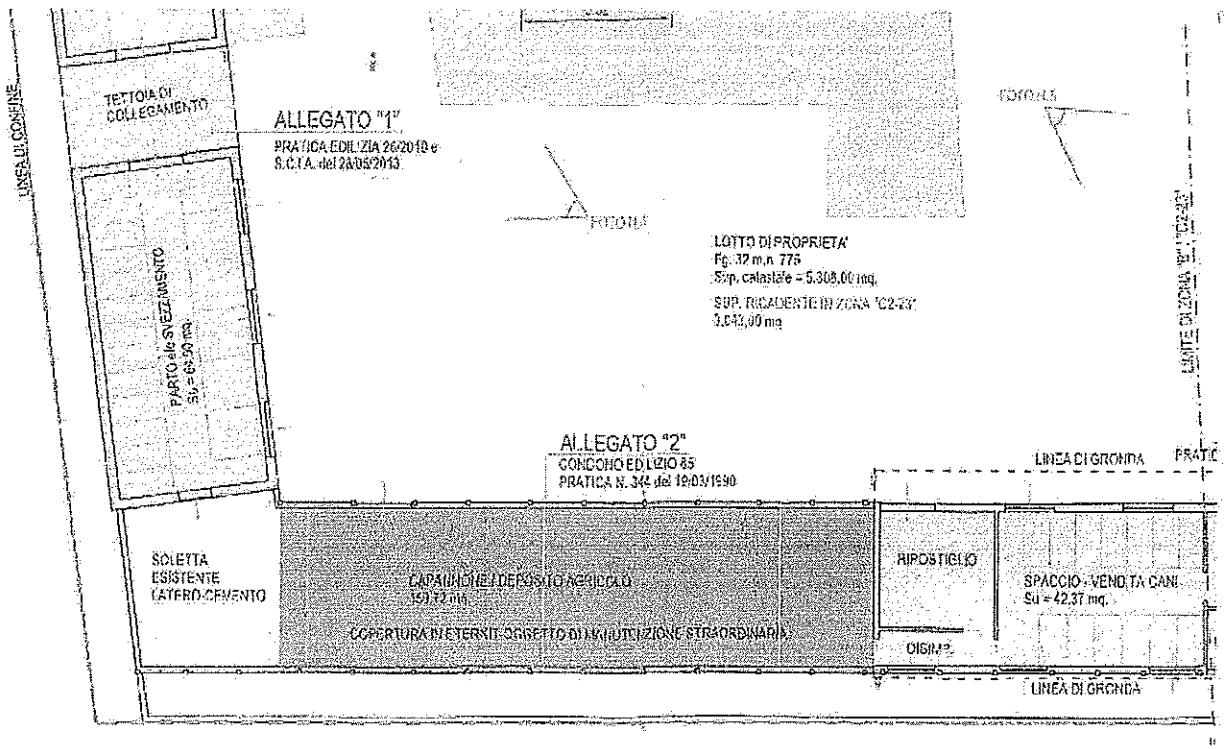 LINEA DI CONFINE
TETTOIA DI
COLLEGAMENTO
ALLEGATO "1"
PRATICA EDILIZIA 26/2010 e
S.C.I.A. del 28/05/2013
LOTTO DI PROPRIETA'
Fg. 32 m.n. 775
Sup. catastale = 5.308,00 mq.
SUP. RICADENTE IN ZONA "C2-23"
3.043,00 mq
LIMITE DI ZONA "C2-23"
PARTO e/o SVEZZAMENTO
Su = mq.
ALLEGATO "2"
CONDONO EDILIZIO 85
PRATICA N. 344 del 19/03/1990
LINEA DI GRONDA
SOLETTA
ESISTENTE
LATERO-CEMENTO
CAPANNONE / DEPOSITO AGRICOLO
mq.
COPERTURA IN ETERNIT OGGETTO DI MANUTENZIONE STRAORDINARIA
RIPOSTIGLIO
DISIMP.
SPACCIO - VENDITA CANI
Su = 42,37 mq.
LINEA DI GRONDA